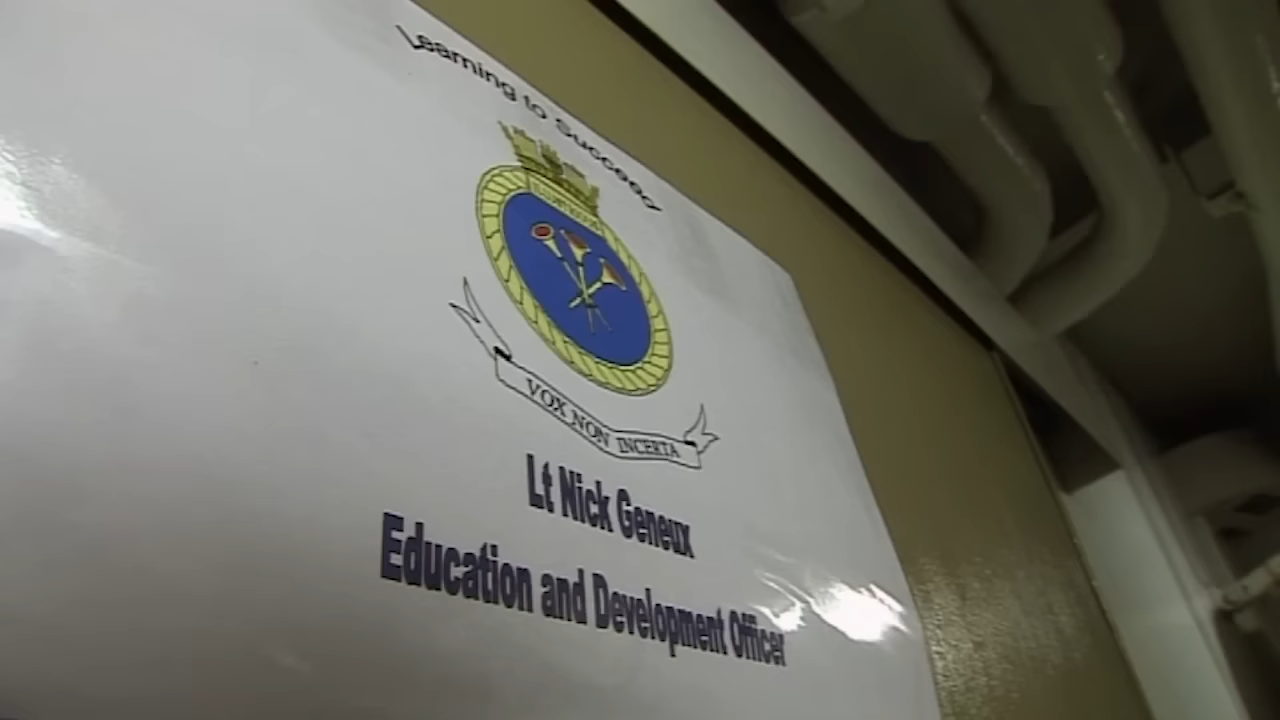 Learning to Succeed
VOX NON INCERTA
Lt Nick Geneux
Education and Development Officer